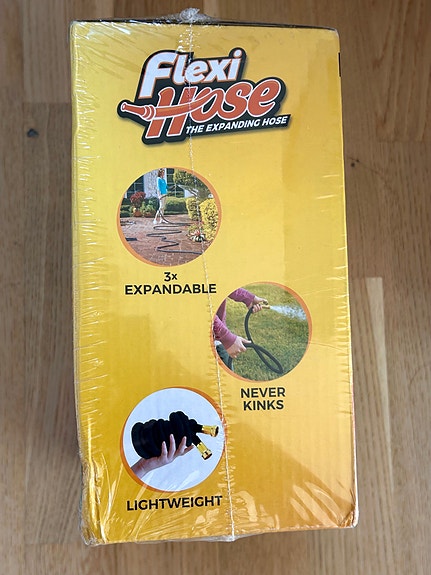 Flexi
Hose
THE EXPANDING HOSE
3x
EXPANDABLE
NEVER
KINKS
LIGHTWEIGHT